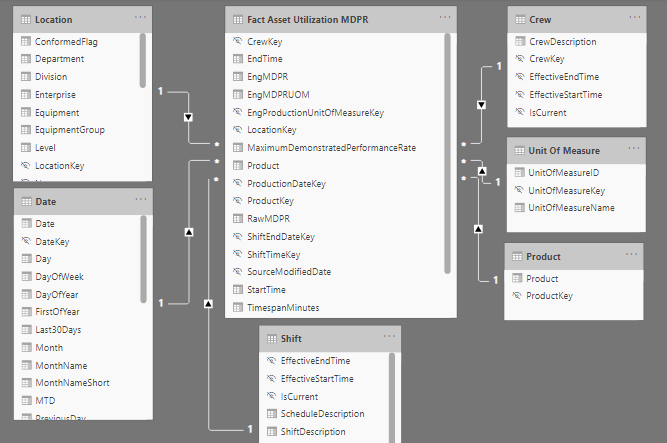 Location
ConformedFlag
Department
Division
Enterprise
Equipment
EquipmentGroup
Level
LocationKey
Fact Asset Utilization MDPR
CrewKey
EndTime
EngMDPR
EngMDPRUOM
EngProductionUnitOfMeasureKey
LocationKey
MaximumDemonstratedPerformanceRate
Product
ProductionDateKey
ProductKey
RawMDPR
ShiftEndDateKey
ShiftTimeKey
SourceModifiedDate
StartTime
TimespanMinutes
Crew
CrewDescription
CrewKey
EffectiveEndTime
EffectiveStartTime
IsCurrent
Unit Of Measure
UnitOfMeasureID
UnitOfMeasureKey
UnitOfMeasureName
Date
Date
DateKey
Day
DayOfWeek
DayOfYear
FirstOfYear
Last30Days
Month
MonthName
MonthNameShort
MTD
PreviousDay
Product
Product
ProductKey
Shift
EffectiveEndTime
EffectiveStartTime
IsCurrent
ScheduleDescription
ShiftDescription
1
*
1
*
1
*
1
*
1
*
1
*